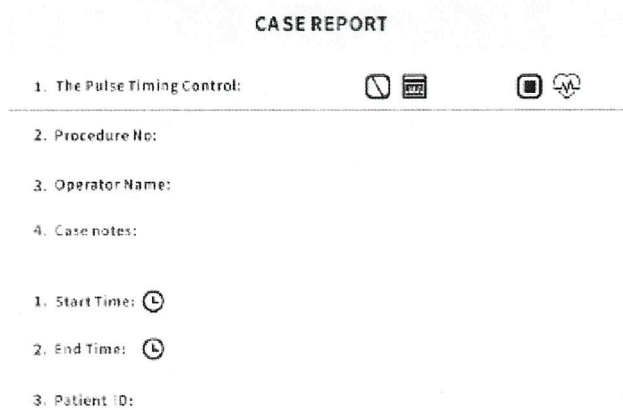 CASE REPORT
1. The Pulse Timing Control:
2. Procedure No:
3. Operator Name:
4. Case notes:
1. Start Time:
2. End Time:
3. Patient ID: